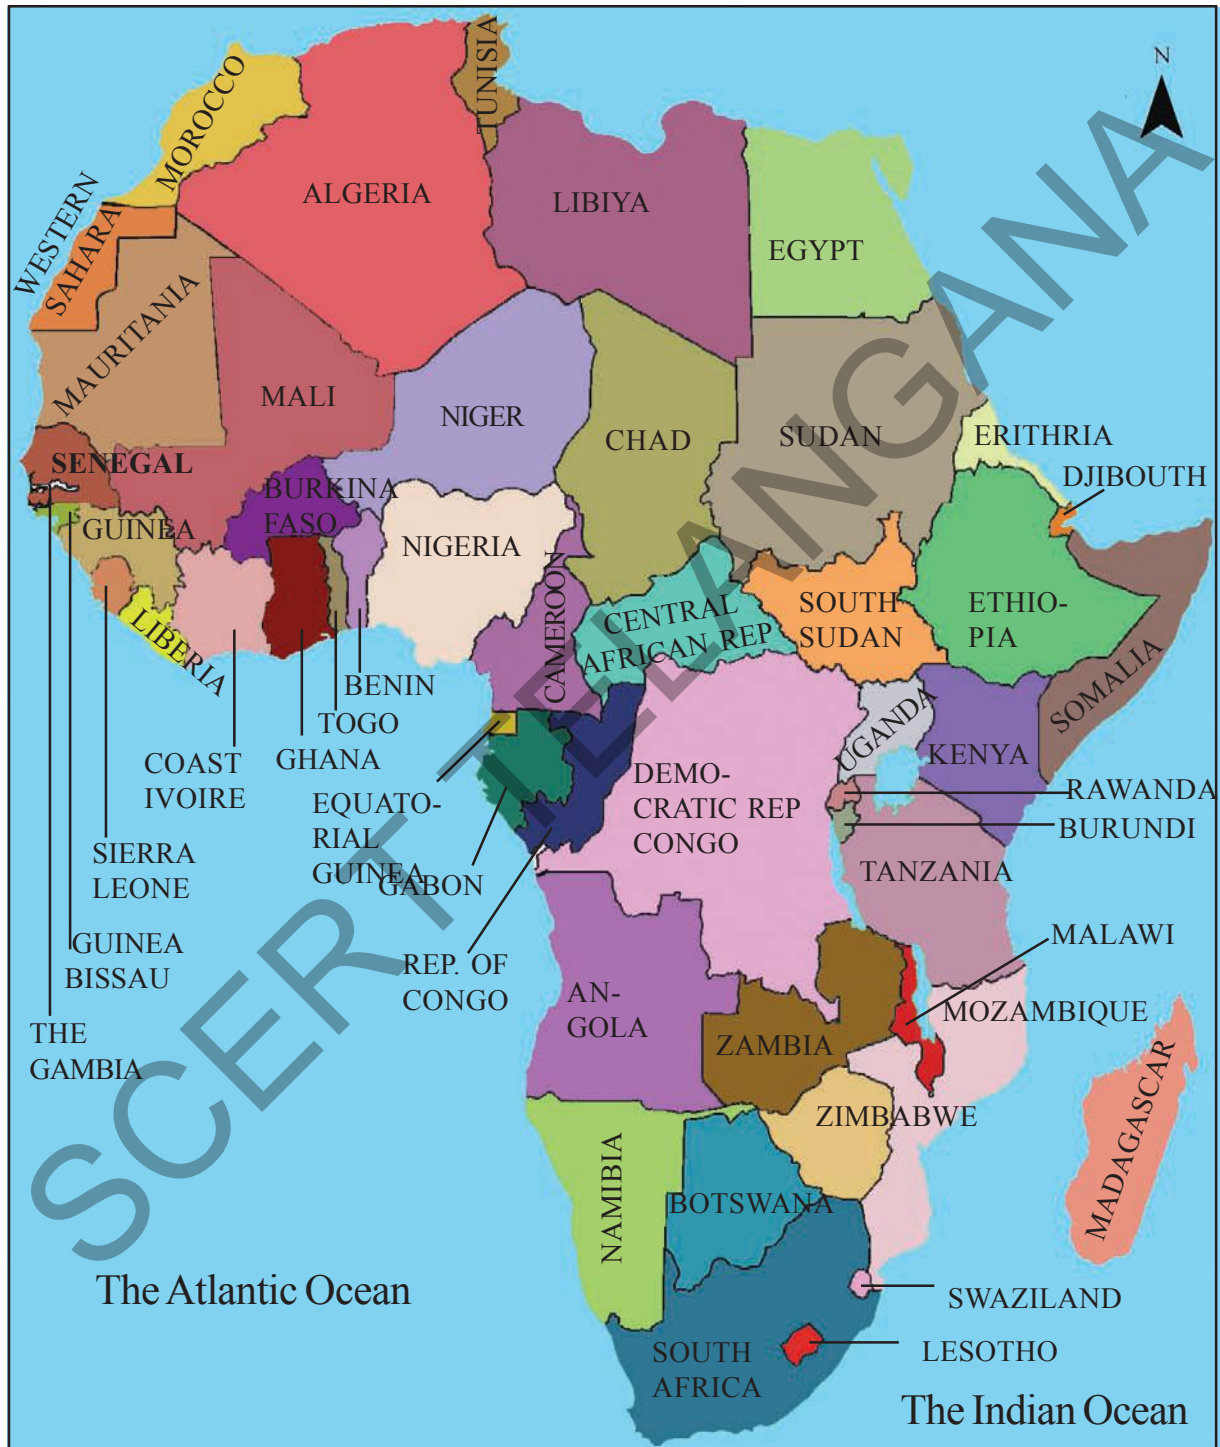 N
TUNISIA
MOROCCO
ALGERIA
LIBIYA
EGYPT
WESTERN
SAHARA
MAURITANIA
MALI
NIGER
CHAD
SUDAN
ERITHRIA
DJIBOUTH
SENEGAL
BURKINA
FASO
GUINEA
NIGERIA
CAMEROON
CENTRAL
AFRICAN REP
SOUTH
SUDAN
ETHIO-
PIA
SOMALIA
LIBERIA
BENIN
TOGO
GHANA
COAST
IVOIRE
EQUATO-
RIAL
GUINEA
GABON
SIERRA
LEONE
GUINEA
BISSAU
THE
GAMBIA
REP. OF
CONGO
DEMO-
CRATIC REP
CONGO
UGANDA
KENYA
RAWANDA
BURUNDI
TANZANIA
MALAWI
AN-
GOLA
ZAMBIA
MOZAMBIQUE
ZIMBABWE
MADAGASCAR
NAMIBIA
BOTSWANA
SWAZILAND
LESOTHO
SOUTH
AFRICA
The Atlantic Ocean
The Indian Ocean
SCERT TELANGANA